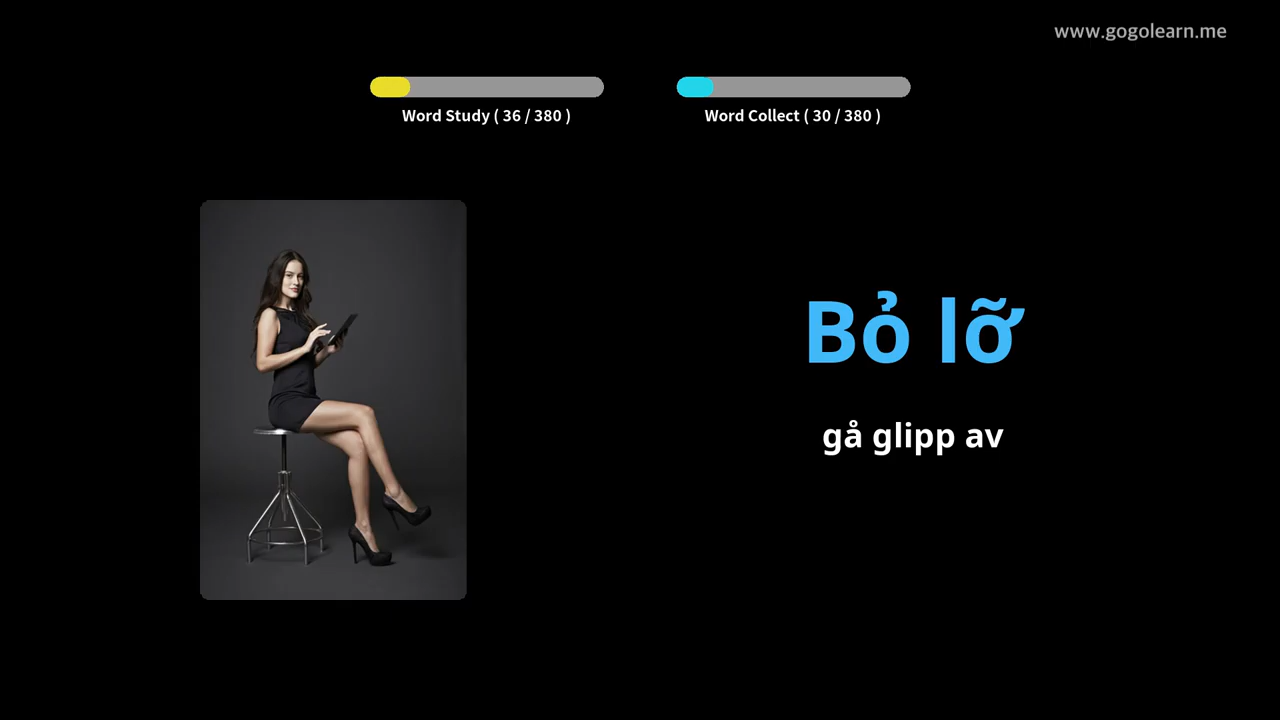 www.gogolearn.me
Word Study ( 36 / 380 )
Word Collect ( 30 / 380 )
Bỏ lỡ
gå glipp av